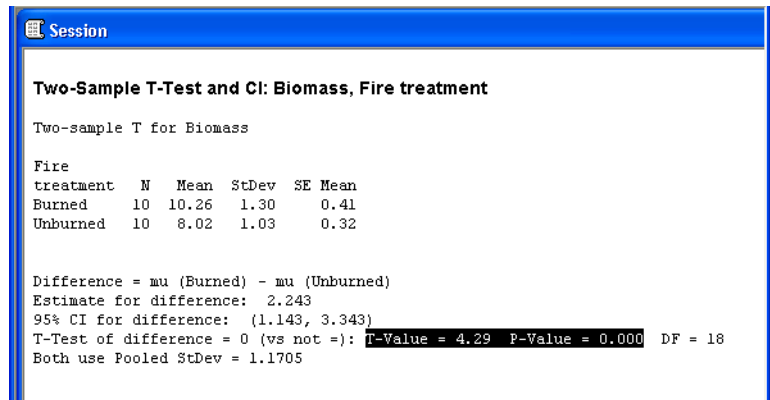 Session
Two-Sample T-Test and CI: Biomass, Fire treatment
Two-sample T for Biomass
Fire
treatment   N   Mean  StDev  SE Mean
Burned     10  10.26   1.30     0.41
Unburned   10   8.02   1.03     0.32
Difference = mu (Burned) - mu (Unburned)
Estimate for difference:  2.243
95% CI for difference:  (1.143, 3.343)
T-Test of difference = 0 (vs not =): T-Value = 4.29  P-Value = 0.000  DF = 18
Both use Pooled StDev = 1.1705